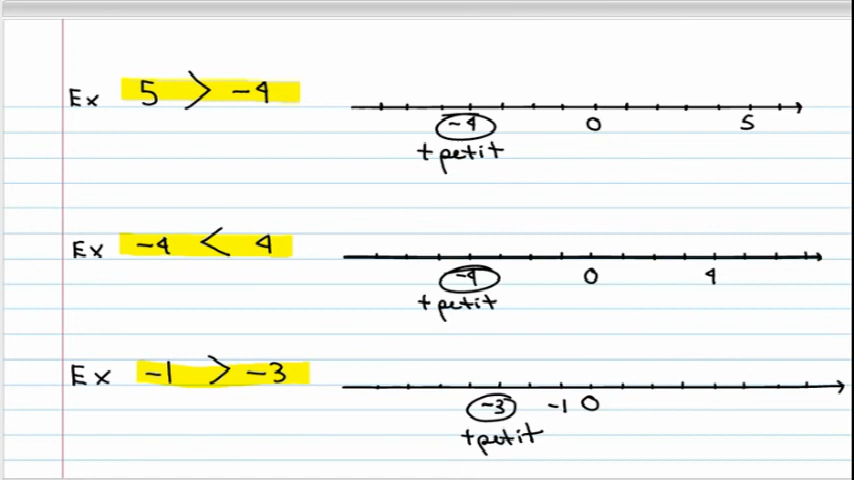 Ex 5 > -4
-4 0 5
+ petit
Ex -4 < 4
-4 0 4
+ petit
Ex -1 > -3
-3 -1 0
+ petit